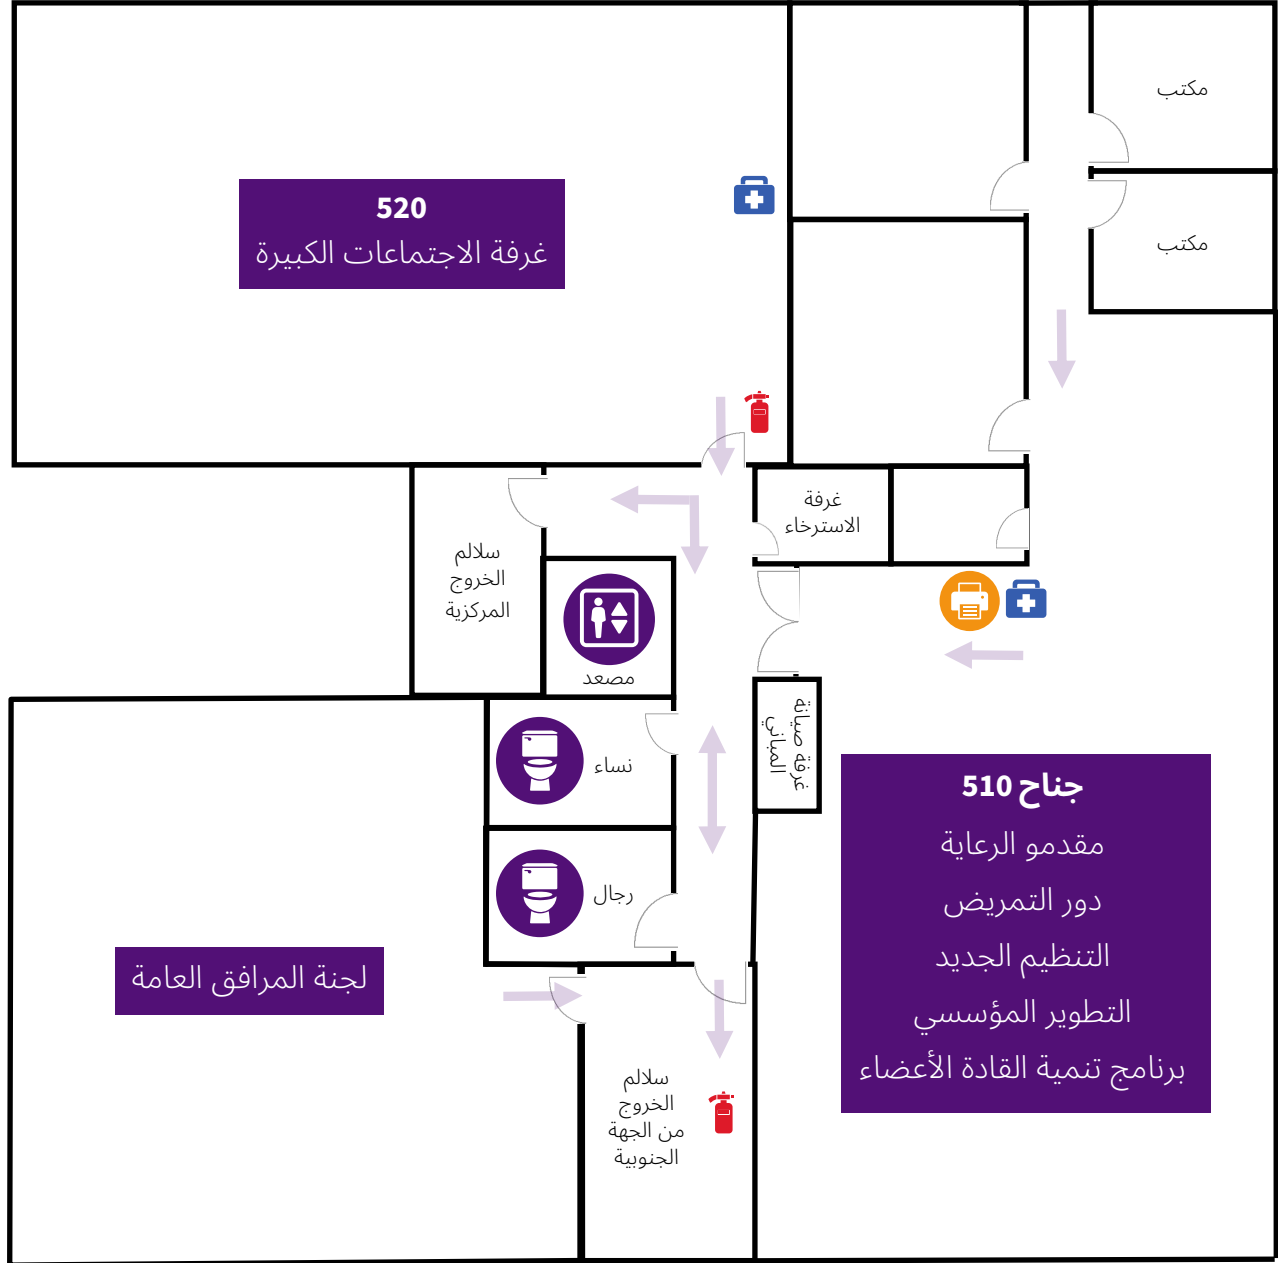 مكتب
520
غرفة الاجتماعات الكبيرة
مكتب
غرفة
الاسترخاء
سلالم
الخروج
المركزية
مصعد
غرفة صيانة
المباني
نساء
رجال
جناح 510
مقدمو الرعاية
دور التمريض
التنظيم الجديد
التطوير المؤسسي
برنامج تنمية القادة الأعضاء
لجنة المرافق العامة
سلالم
الخروج
من الجهة
الجنوبية